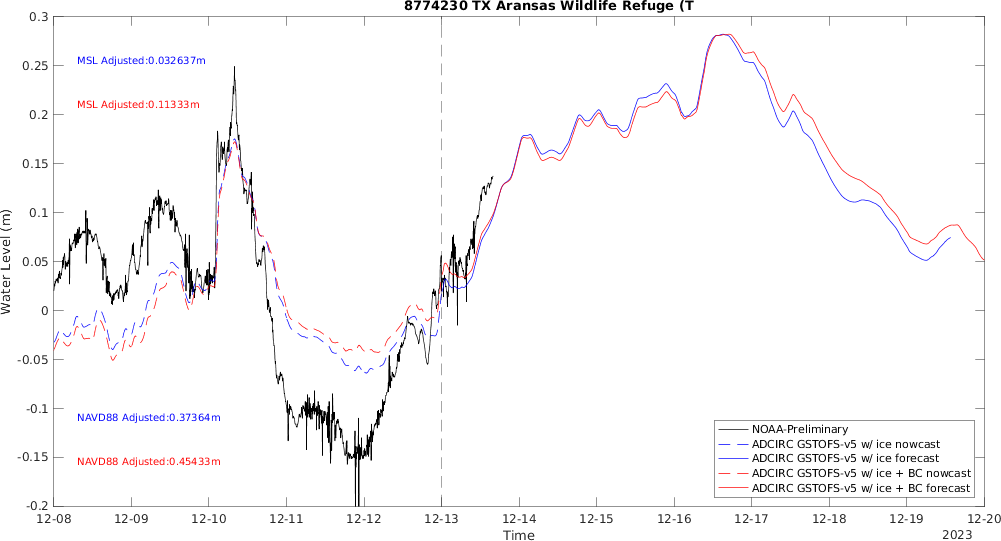 8774230 TX Aransas Wildlife Refuge (T
0.3
0.25
0.2
0.15
0.1
0.05
0
-0.05
-0.1
-0.15
-0.2
Water Level (m)
MSL Adjusted:0.032637m
MSL Adjusted:0.11333m
NAVD88 Adjusted:0.37364m
NAVD88 Adjusted:0.45433m
NOAA-Preliminary
ADCIRC GSTOFS-v5 w/ ice nowcast
ADCIRC GSTOFS-v5 w/ ice forecast
ADCIRC GSTOFS-v5 w/ ice + BC nowcast
ADCIRC GSTOFS-v5 w/ ice + BC forecast
12-08 12-09 12-10 12-11 12-12 12-13 12-14 12-15 12-16 12-17 12-18 12-19 12-20
Time
2023